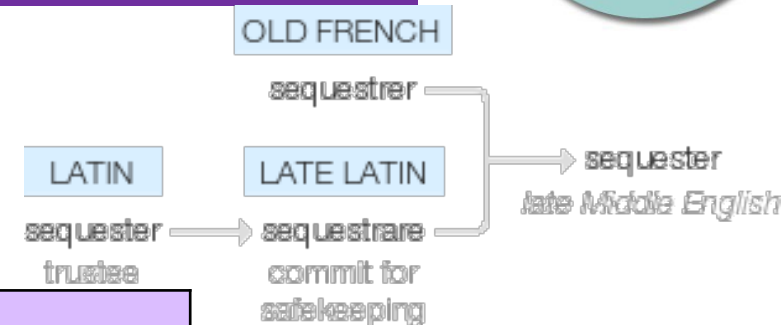 OLD FRENCH
sequestrer
LATIN
LATE LATIN
sequester
late Middle English
sequester
sequestrare
trustee
commit for
safekeeping